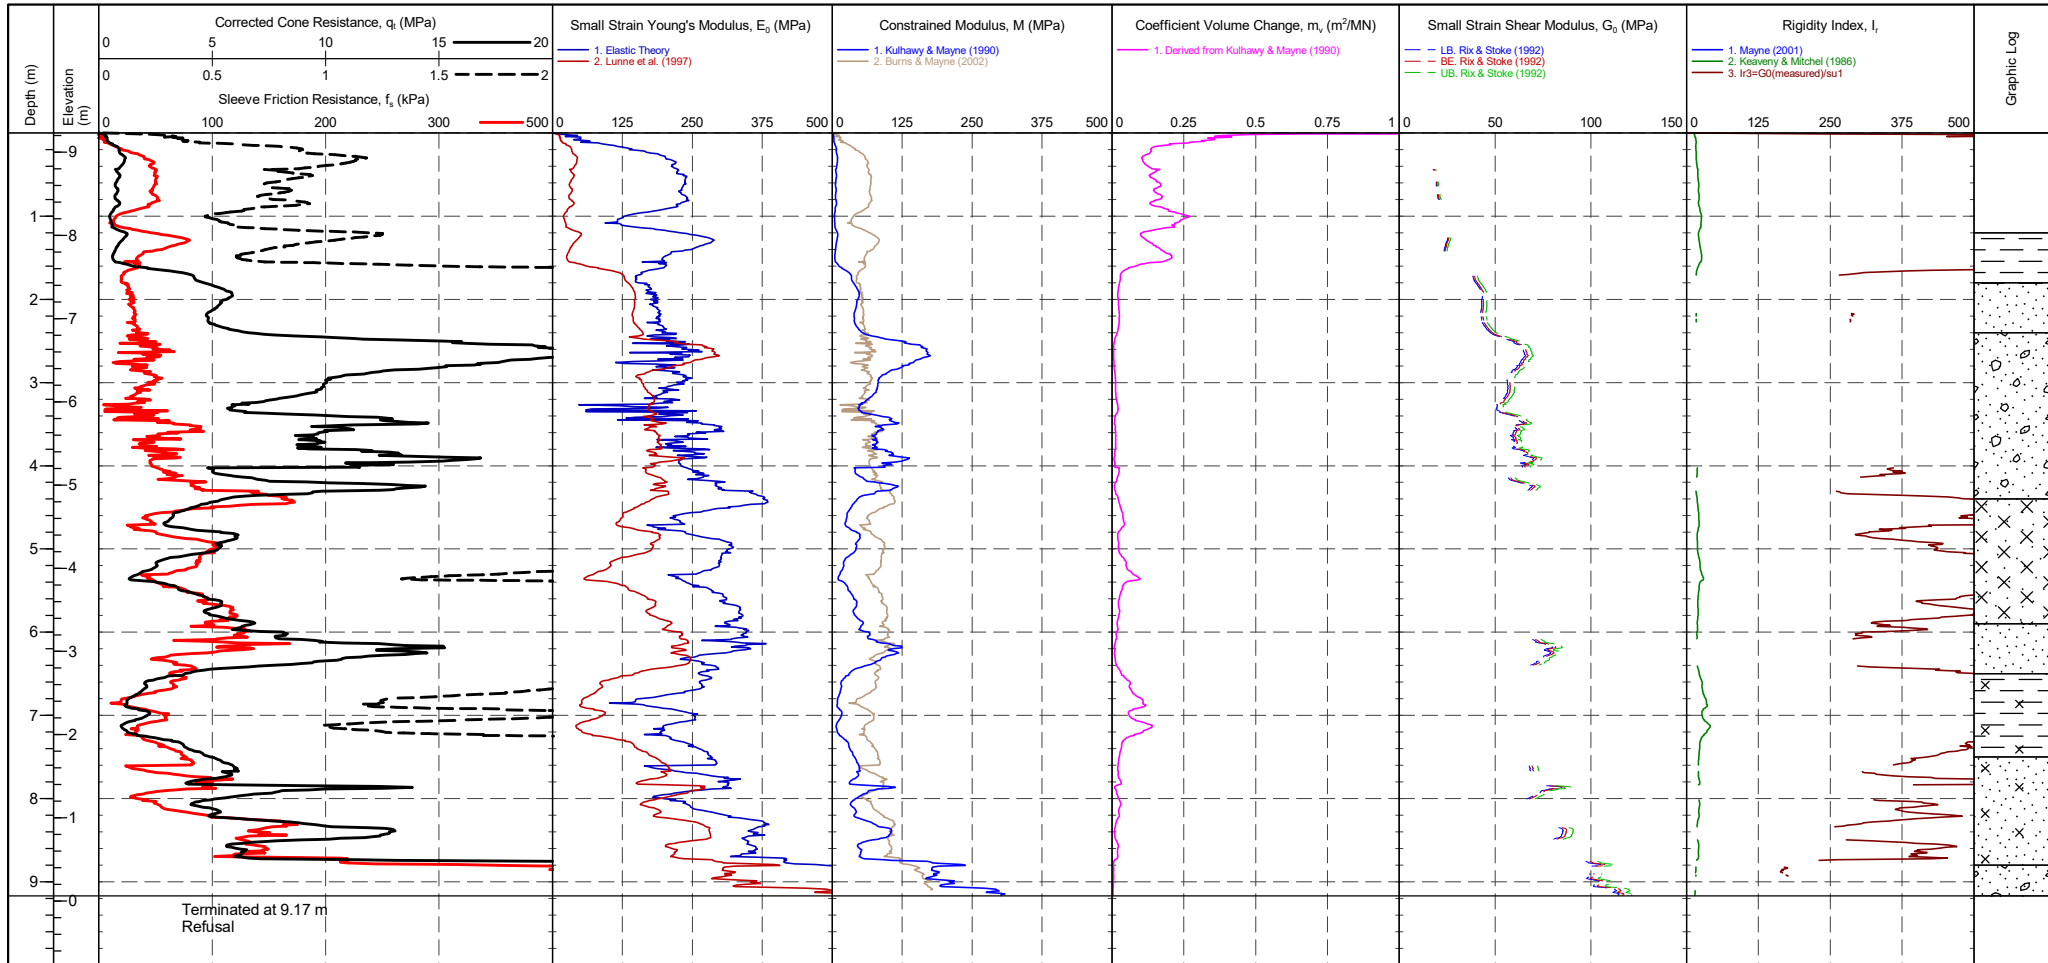 Depth (m)
Elevation (m)
Corrected Cone Resistance, qt (MPa)
0 5 10 15 20
0 0.5 1 1.5 2
Sleeve Friction Resistance, fs (kPa)
0 100 200 300 500
Small Strain Young's Modulus, E0 (MPa)
1. Elastic Theory
2. Lunne et al. (1997)
0 125 250 375 500
Constrained Modulus, M (MPa)
1. Kulhawy & Mayne (1990)
2. Burns & Mayne (2002)
0 125 250 375 500
Coefficient Volume Change, mv (m²/MN)
1. Derived from Kulhawy & Mayne (1990)
0 0.25 0.5 0.75 1
Small Strain Shear Modulus, G0 (MPa)
LB. Rix & Stoke (1992)
BE. Rix & Stoke (1992)
UB. Rix & Stoke (1992)
0 50 100 150
Rigidity Index, Ir
1. Mayne (2001)
2. Keaveny & Mitchel (1986)
3. Ir3=G0(measured)/su1
0 125 250 375 500
Graphic Log
9
1
8
2
7
3
6
4
5
5
4
6
3
7
2
8
1
9
0
Terminated at 9.17 m
Refusal